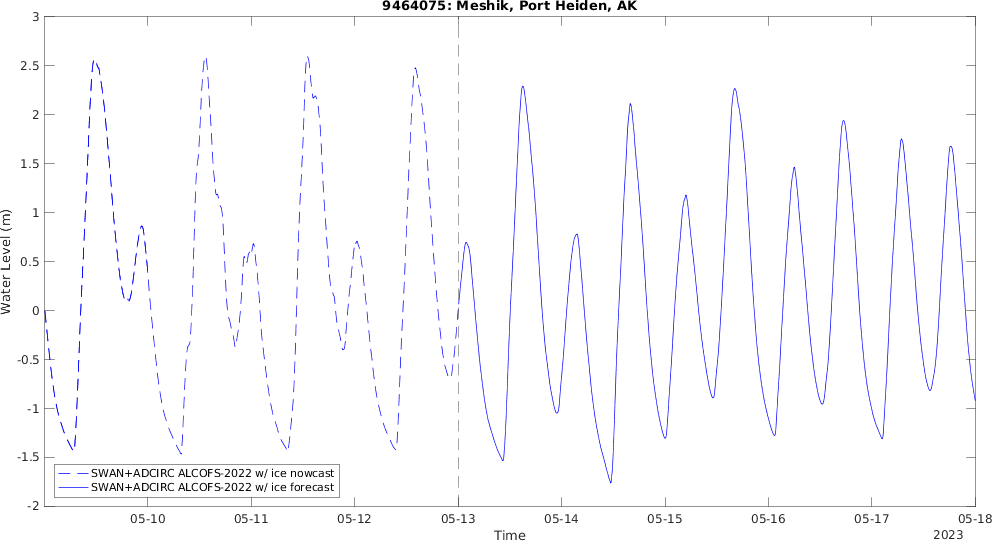 9464075: Meshik, Port Heiden, AK
3
2.5
2
1.5
1
0.5
0
-0.5
-1
-1.5
-2
Water Level (m)
SWAN+ADCIRC ALCOFS-2022 w/ ice nowcast
SWAN+ADCIRC ALCOFS-2022 w/ ice forecast
05-10 05-11 05-12 05-13 05-14 05-15 05-16 05-17 05-18
Time
2023